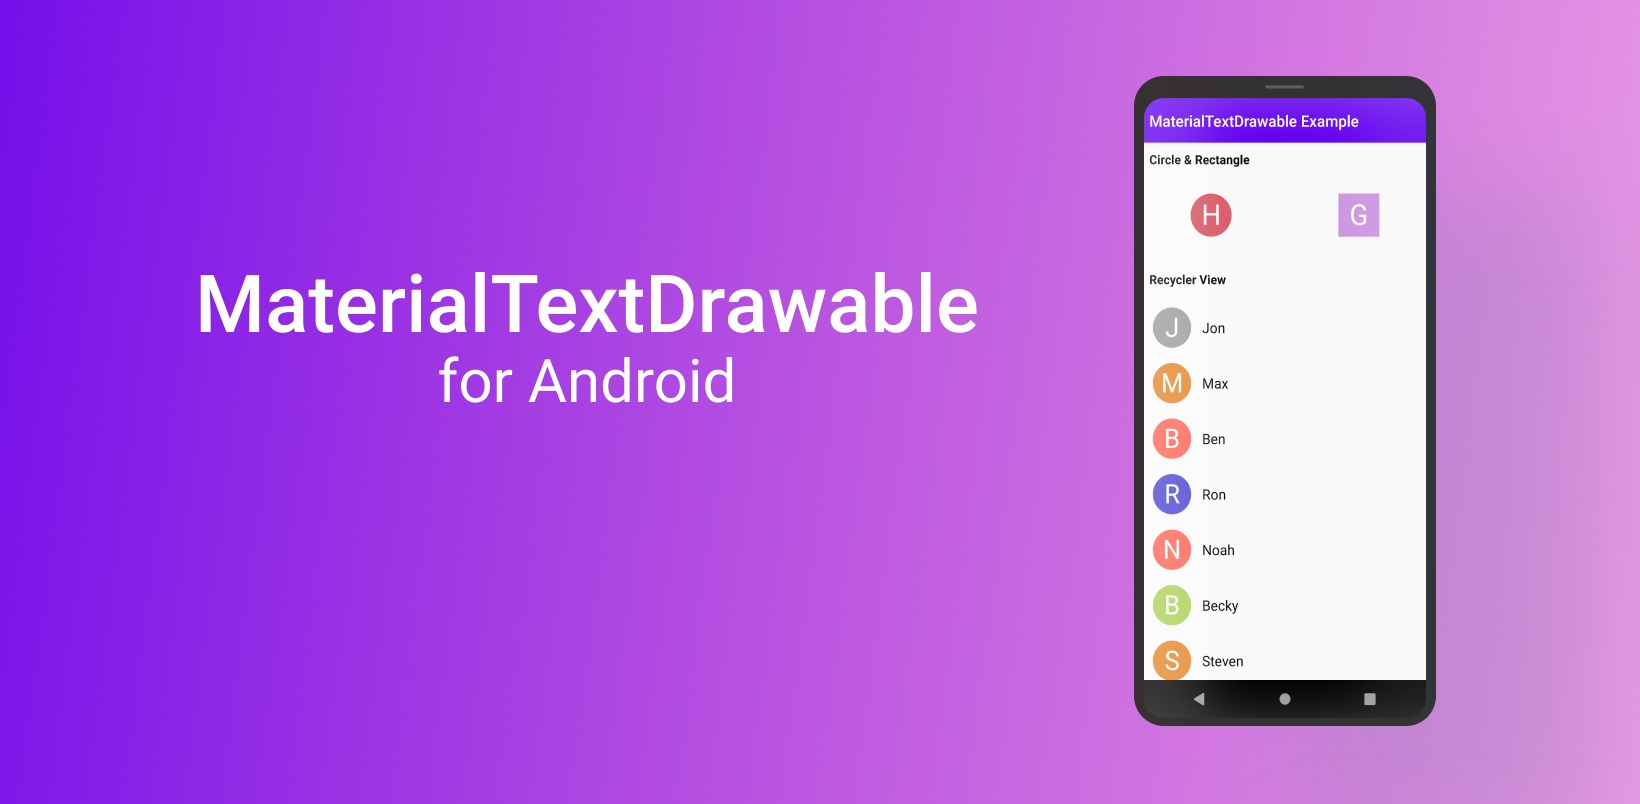 MaterialTextDrawable
for Android
MaterialTextDrawable Example
Circle & Rectangle
H
G
Recycler View
J Jon
M Max
B Ben
R Ron
N Noah
B Becky
S Steven